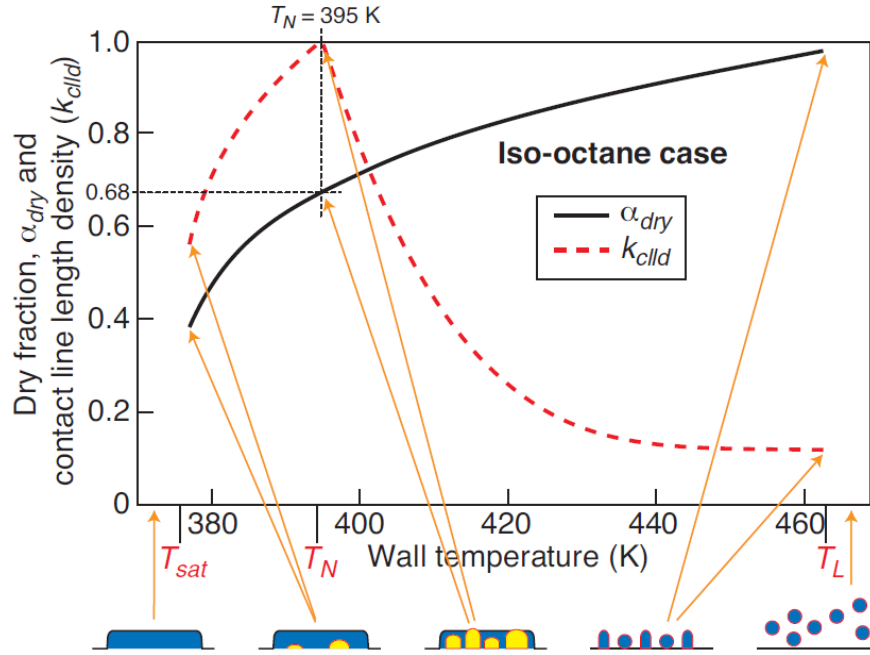 T_N = 395 K
Dry fraction, α_dry and
contact line length density (k_clld)
1.0
0.8
0.68
0.6
0.4
0.2
0
Iso-octane case
α_dry
k_clld
380
400
420
440
460
T_sat
T_N
Wall temperature (K)
T_L